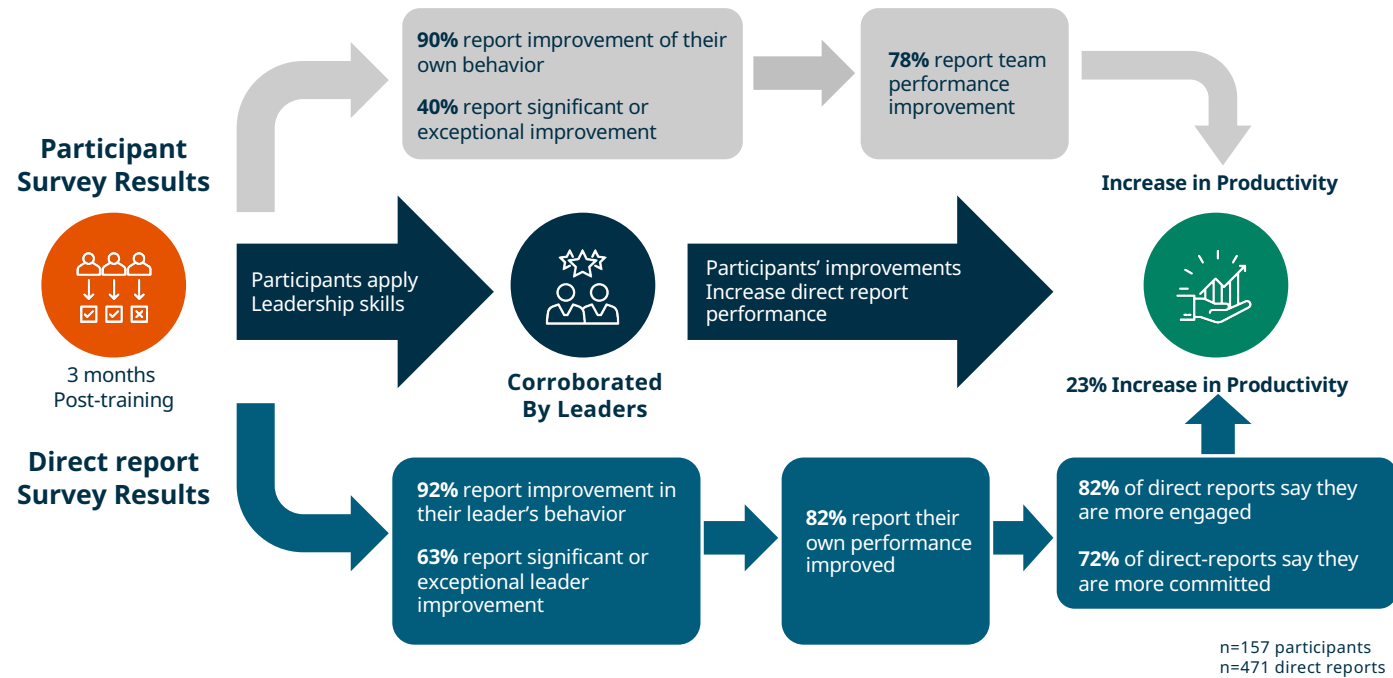 90% report improvement of their
own behavior
40% report significant or
exceptional improvement
78% report team
performance
improvement
Participant
Survey Results
Increase in Productivity
Participants apply
Leadership skills
Participants’ improvements
Increase direct report
performance
3 months
Post-training
Corroborated
By Leaders
23% Increase in Productivity
Direct report
Survey Results
92% report improvement in
their leader’s behavior
63% report significant or
exceptional leader
improvement
82% report their
own performance
improved
82% of direct reports say they
are more engaged
72% of direct-reports say they
are more committed
n=157 participants
n=471 direct reports